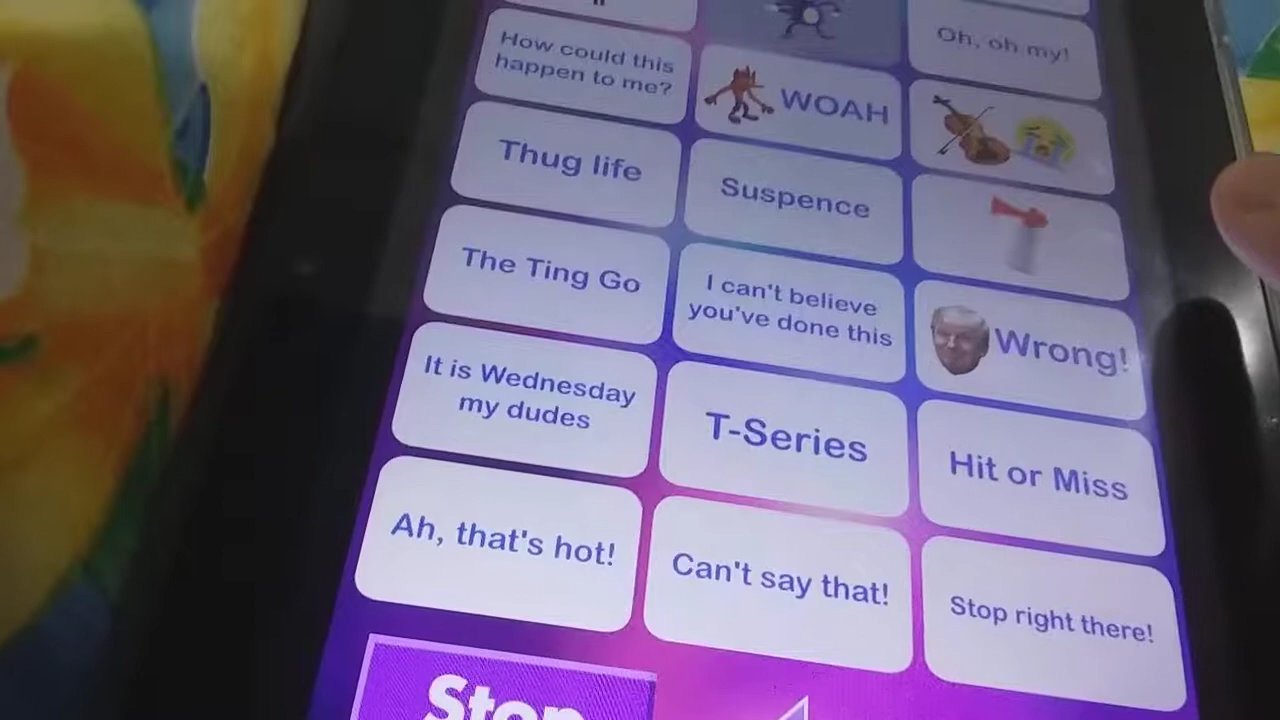 How could this
happen to me?
Oh, oh my!
WOAH
Thug life
Suspence
The Ting Go
I can't believe
you've done this
Wrong!
It is Wednesday
my dudes
T-Series
Hit or Miss
Ah, that's hot!
Can't say that!
Stop right there!
Stop